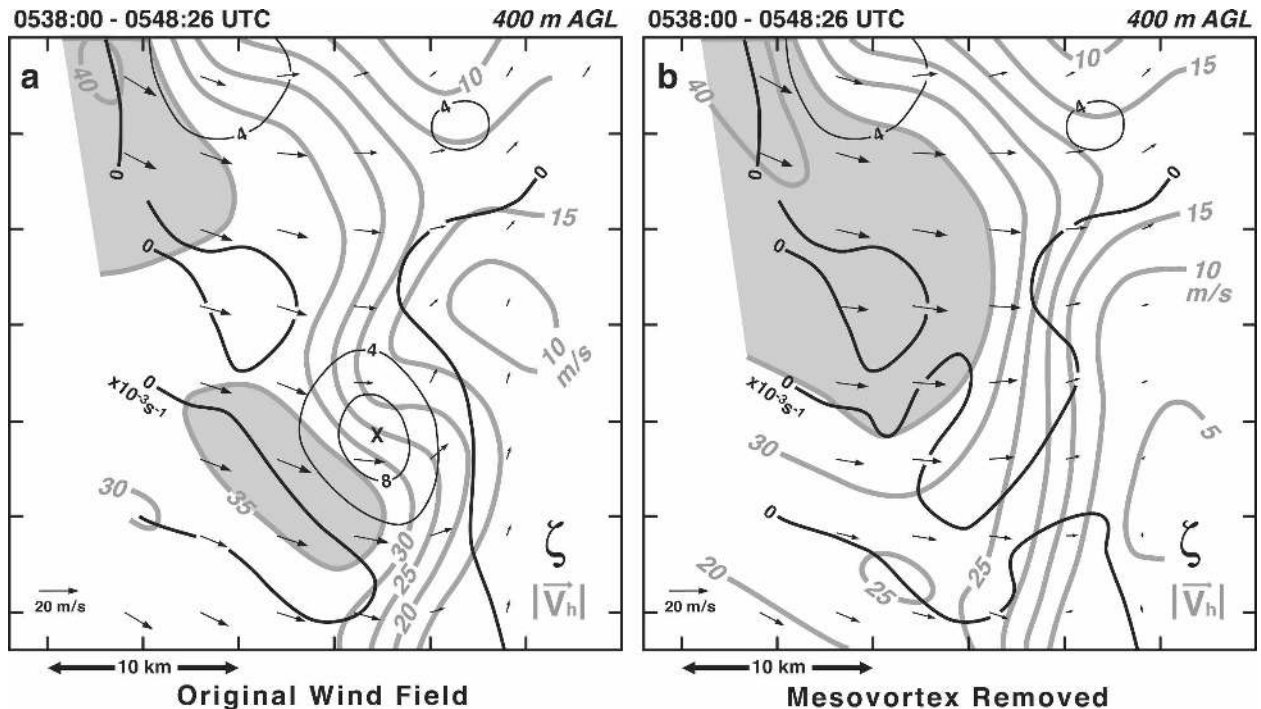 0538:00 - 0548:26 UTC
400 m AGL
a
40
4
10
4
0
0
15
0
10
m/s
4
0
x10⁻³s⁻¹
X
8
30
35
30
25
20
ζ
|V⃗h|
20 m/s
10 km
Original Wind Field
0538:00 - 0548:26 UTC
400 m AGL
b
40
4
10
15
4
0
0
15
0
10
m/s
0
x10⁻³s⁻¹
30
5
0
20
25
25
ζ
|V⃗h|
20 m/s
10 km
Mesovortex Removed